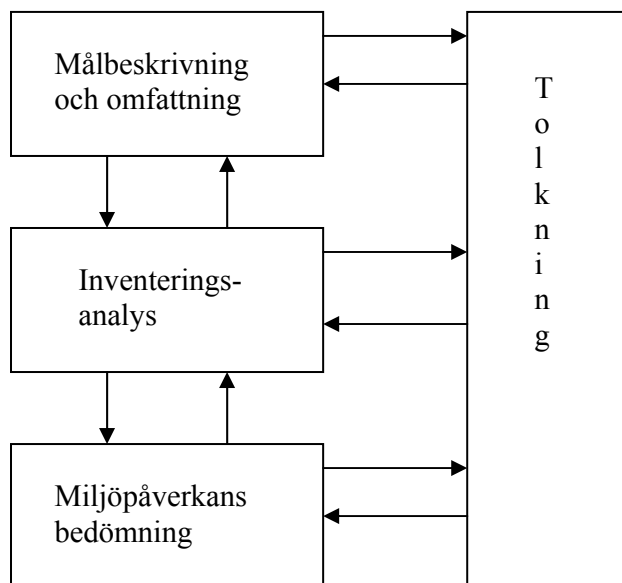 Målbeskrivning
och omfattning
Inventerings-
analys
Miljöpåverkans
bedömning
T
o
l
k
n
i
n
g